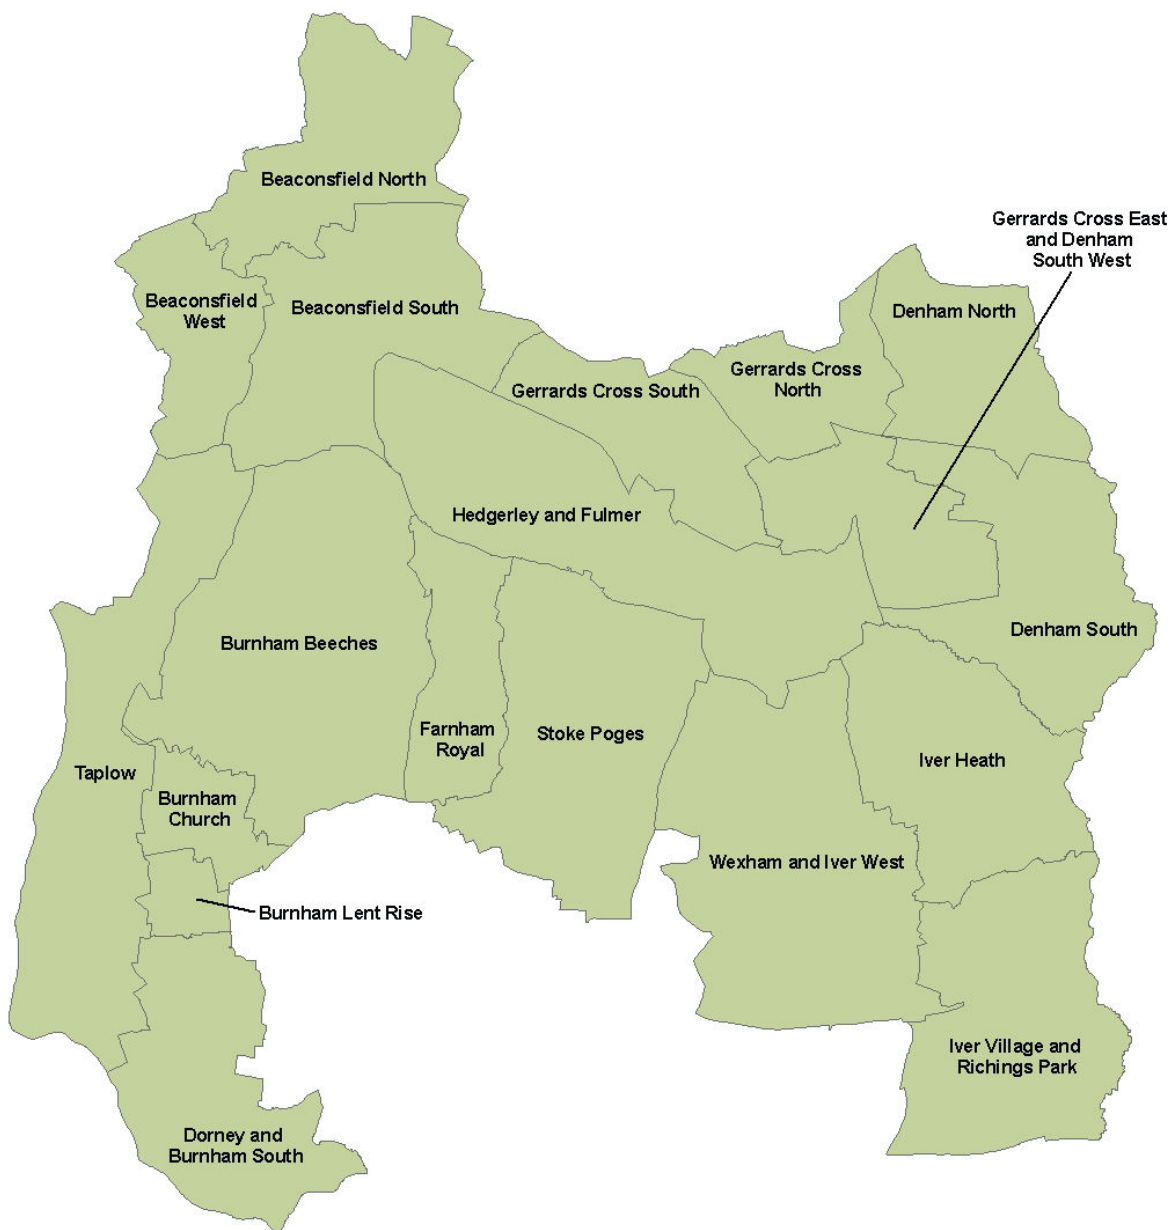 Beaconsfield North
Gerrards Cross East
and Denham
South West
Beaconsfield
West
Beaconsfield South
Denham North
Gerrards Cross
North
Gerrards Cross South
Hedgerley and Fulmer
Denham South
Burnham Beeches
Farnham
Royal
Stoke Poges
Iver Heath
Taplow
Burnham
Church
Wexham and Iver West
Burnham Lent Rise
Iver Village and
Richings Park
Dorney and
Burnham South